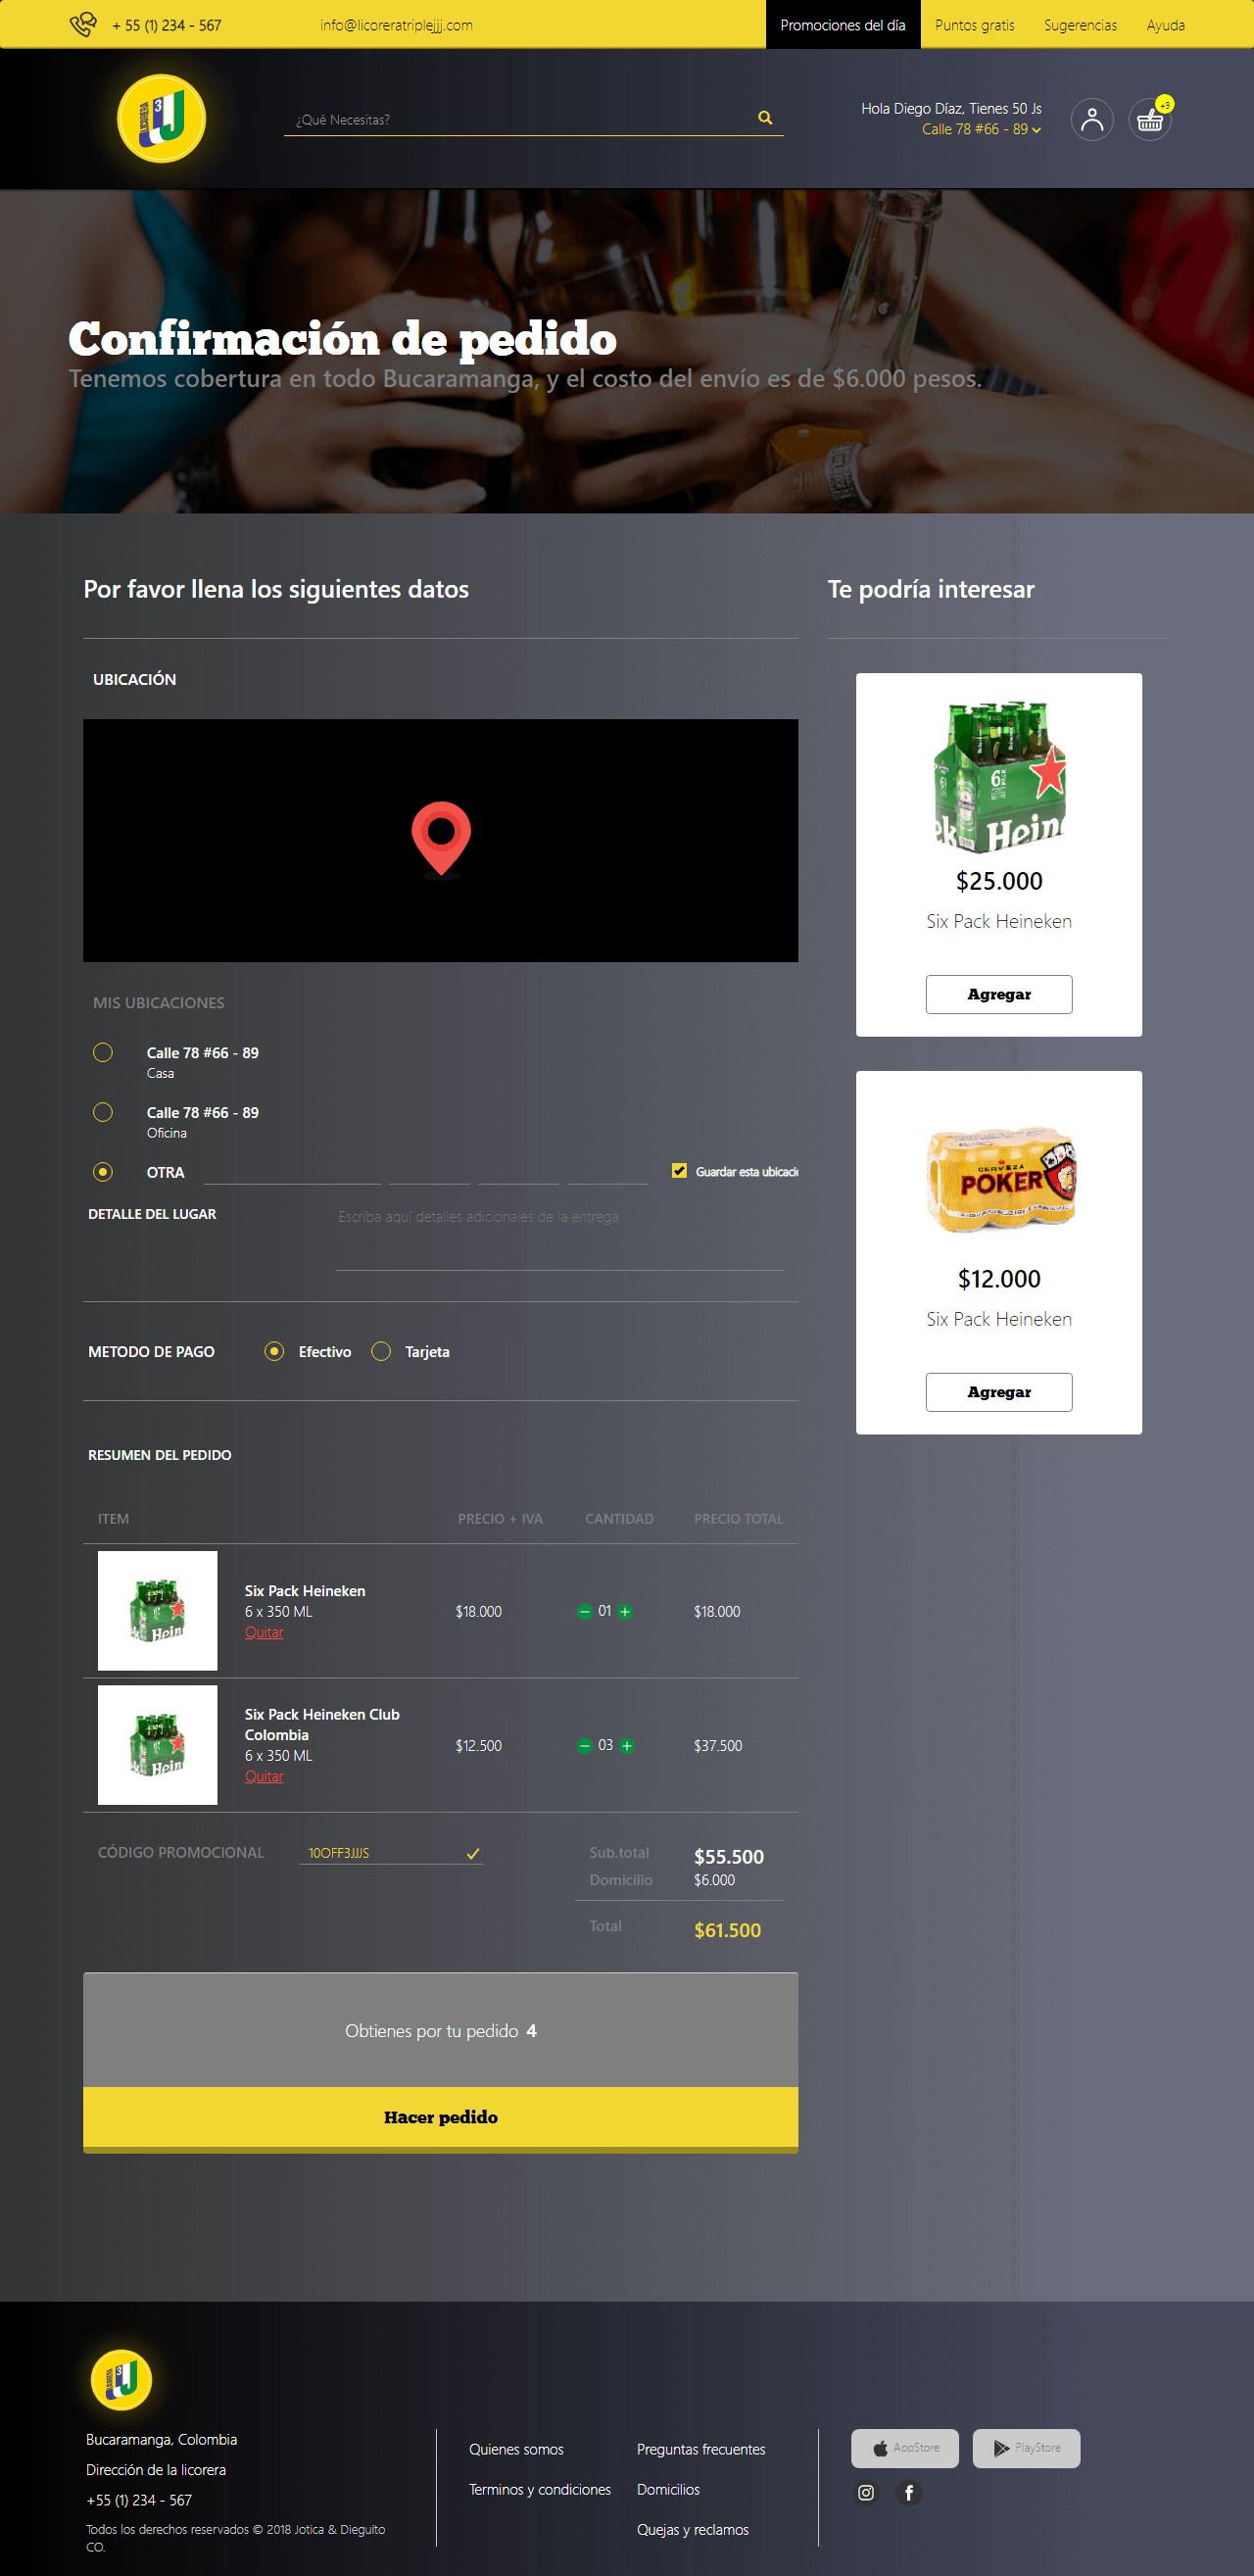 + 55 (1) 234 - 567
info@licoreratriplejjj.com
Promociones del día
Puntos gratis
Sugerencias
Ayuda
LICORERA
3
J
¿Qué Necesitas?
Hola Diego Díaz, Tienes 50 Js
Calle 78 #66 - 89
+9
Confirmación de pedido
Tenemos cobertura en todo Bucaramanga, y el costo del envío es de $6.000 pesos.
Por favor llena los siguientes datos
UBICACIÓN
MIS UBICACIONES
Calle 78 #66 - 89
Casa
Calle 78 #66 - 89
Oficina
OTRA
Guardar esta ubicaci
DETALLE DEL LUGAR
Escriba aquí detalles adicionales de la entrega
METODO DE PAGO
Efectivo
Tarjeta
RESUMEN DEL PEDIDO
ITEM PRECIO + IVA CANTIDAD PRECIO TOTAL
Six Pack Heineken
6 x 350 ML
Quitar
$18.000
01
$18.000
Six Pack Heineken Club
Colombia
6 x 350 ML
Quitar
$12.500
03
$37.500
CÓDIGO PROMOCIONAL
10OFF3JJJS
Sub.total $55.500
Domicilio $6.000
Total $61.500
Obtienes por tu pedido 4
Hacer pedido
Te podría interesar
6 PACK
ek Hein
$25.000
Six Pack Heineken
Agregar
CERVEZA
POKER
$12.000
Six Pack Heineken
Agregar
Bucaramanga, Colombia
Dirección de la licorera
+55 (1) 234 - 567
Todos los derechos reservados © 2018 Jotica & Dieguito
CO.
Quienes somos
Terminos y condiciones
Preguntas frecuentes
Domicilios
Quejas y reclamos
AppStore
PlayStore